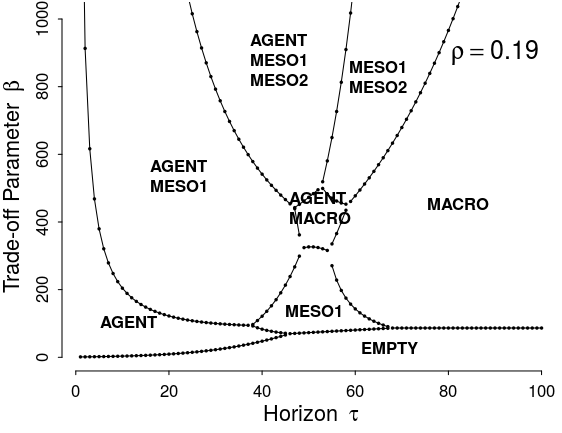 ρ = 0.19
AGENT
MESO1
MESO2
MESO1
MESO2
AGENT
MESO1
AGENT
MACRO
MACRO
AGENT
MESO1
EMPTY
Trade-off Parameter β
0
200
400
600
800
1000
0
20
40
60
80
100
Horizon τ